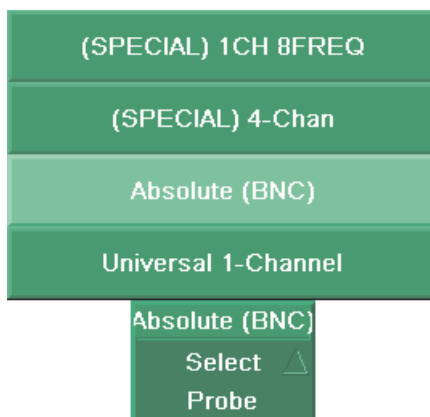 (SPECIAL) 1CH 8FREQ
(SPECIAL) 4-Chan
Absolute (BNC)
Universal 1-Channel
Absolute (BNC)
Select
Probe